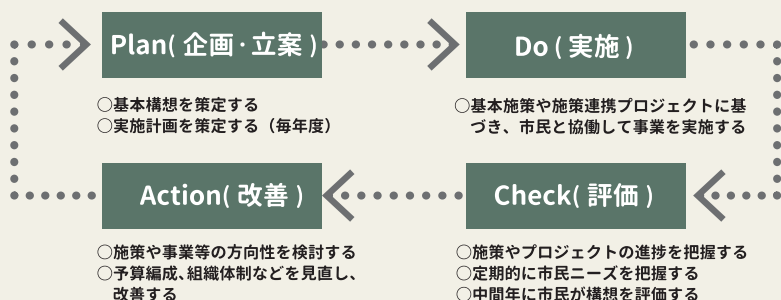 Plan( 企画・立案 )
○基本構想を策定する
○実施計画を策定する（毎年度）
Do ( 実施 )
○基本施策や施策連携プロジェクトに基
づき、市民と協働して事業を実施する
Action( 改善 )
○施策や事業等の方向性を検討する
○予算編成、組織体制などを見直し、
改善する
Check( 評価 )
○施策やプロジェクトの進捗を把握する
○定期的に市民ニーズを把握する
○中間年に市民が構想を評価する